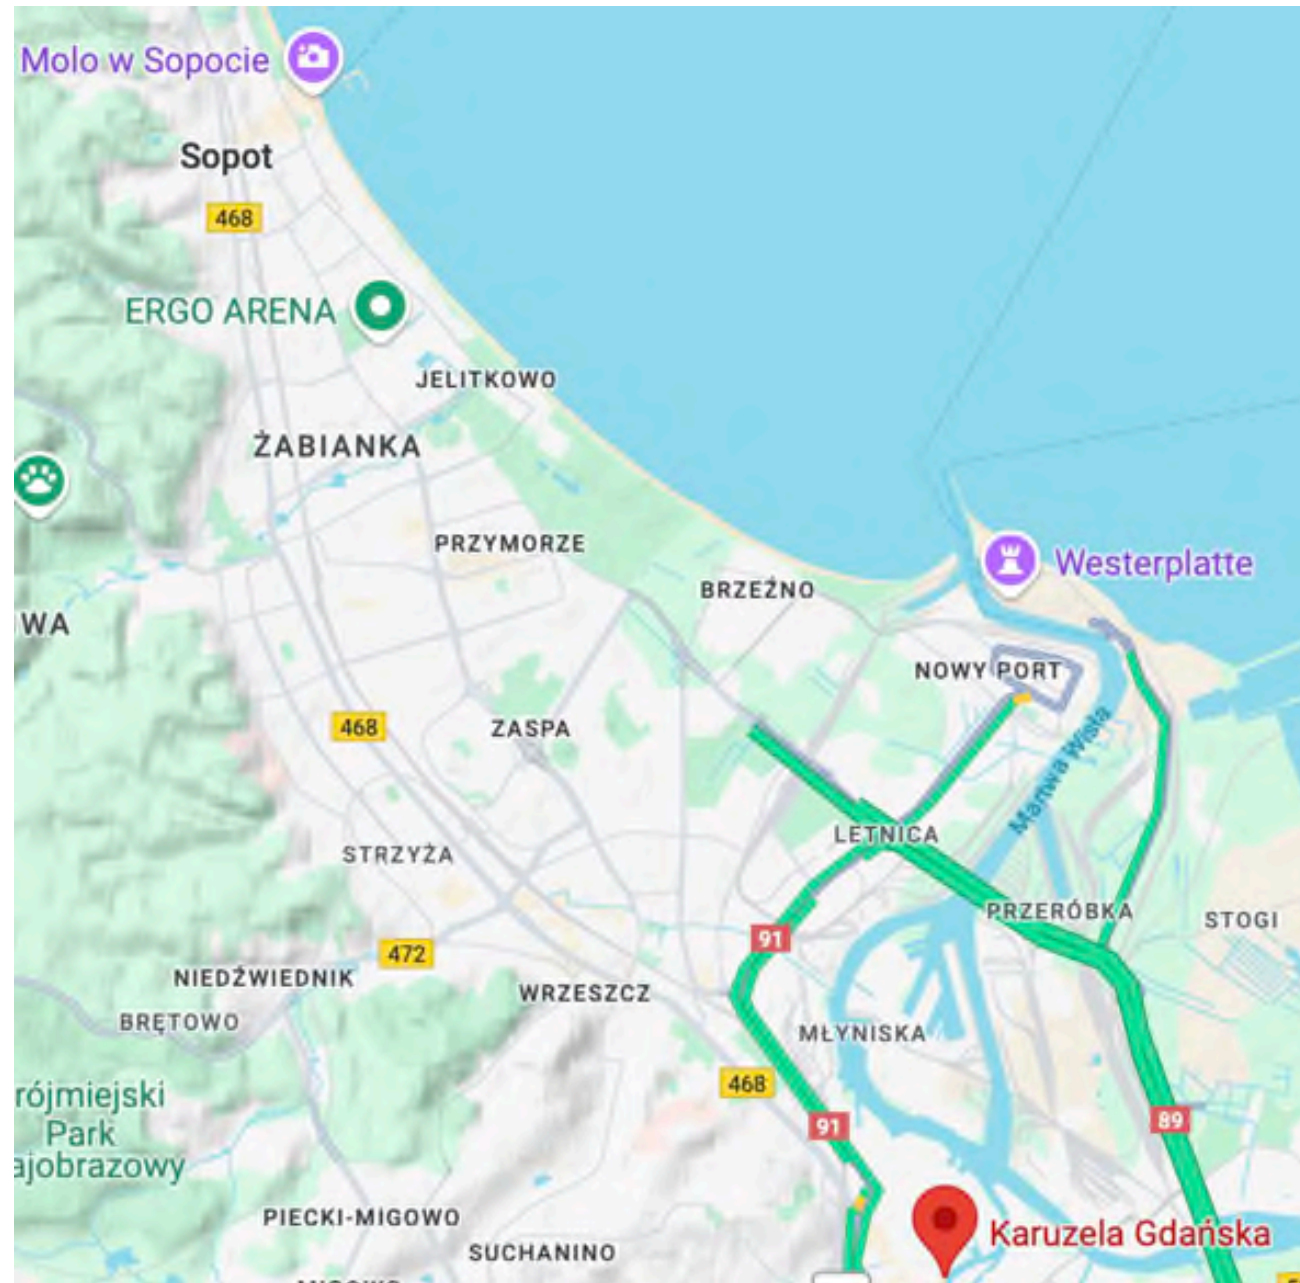 Molo w Sopocie
Sopot
468
ERGO ARENA
JELITKOWO
ŻABIANKA
PRZYMORZE
BRZEŹNO
Westerplatte
WA
NOWY PORT
468
ZASPA
Martwa Wisła
LETNICA
STRZYŻA
PRZERÓBKA
STOGI
91
472
NIEDŹWIEDNIK
WRZESZCZ
BRĘTOWO
MŁYNISKA
468
rójmiejski
Park
ajobrazowy
91
89
PIECKI-MIGOWO
Karuzela Gdańska
SUCHANINO